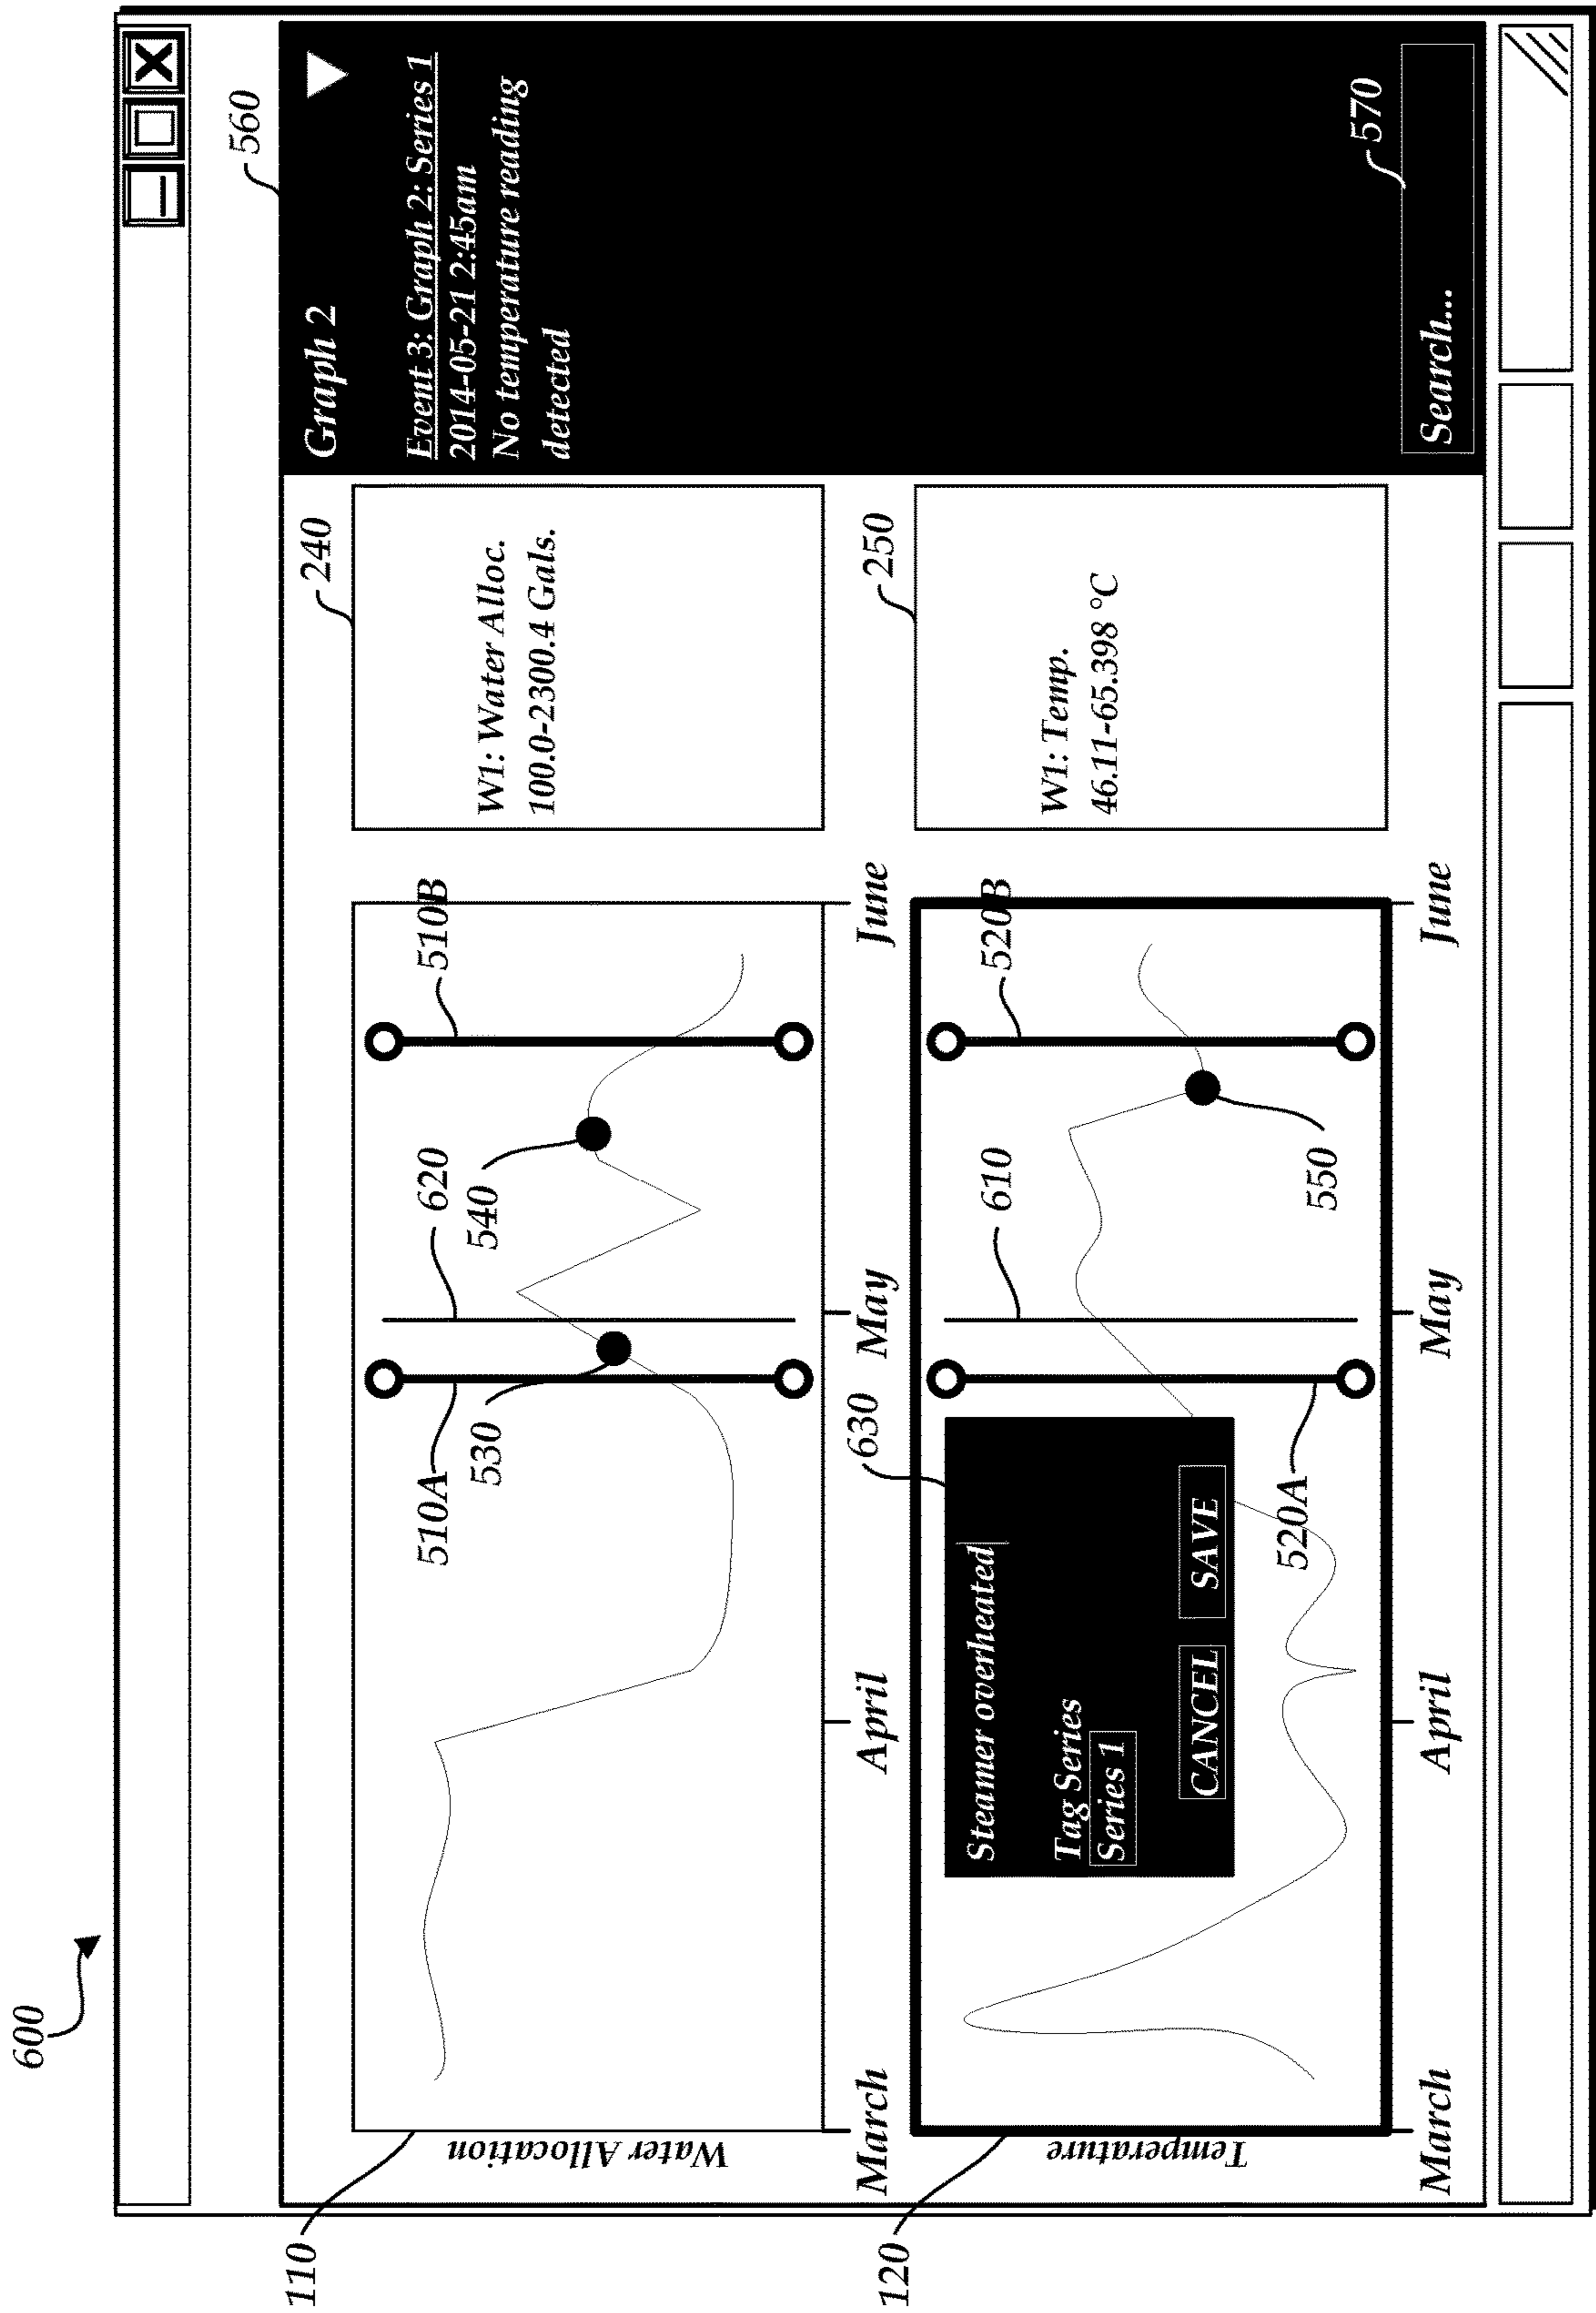 600
560
110
Water Allocation
510A
530
620
540
510B
240
W1: Water Alloc.
100.0-2300.4 Gals.
March
April
May
June
120
Temperature
630
Steamer overheated
Tag Series
Series 1
CANCEL
SAVE
520A
610
550
520B
250
W1: Temp.
46.11-65.398 °C
March
April
May
June
Graph 2
Event 3: Graph 2: Series 1
2014-05-21 2:45am
No temperature reading
detected
570
Search...